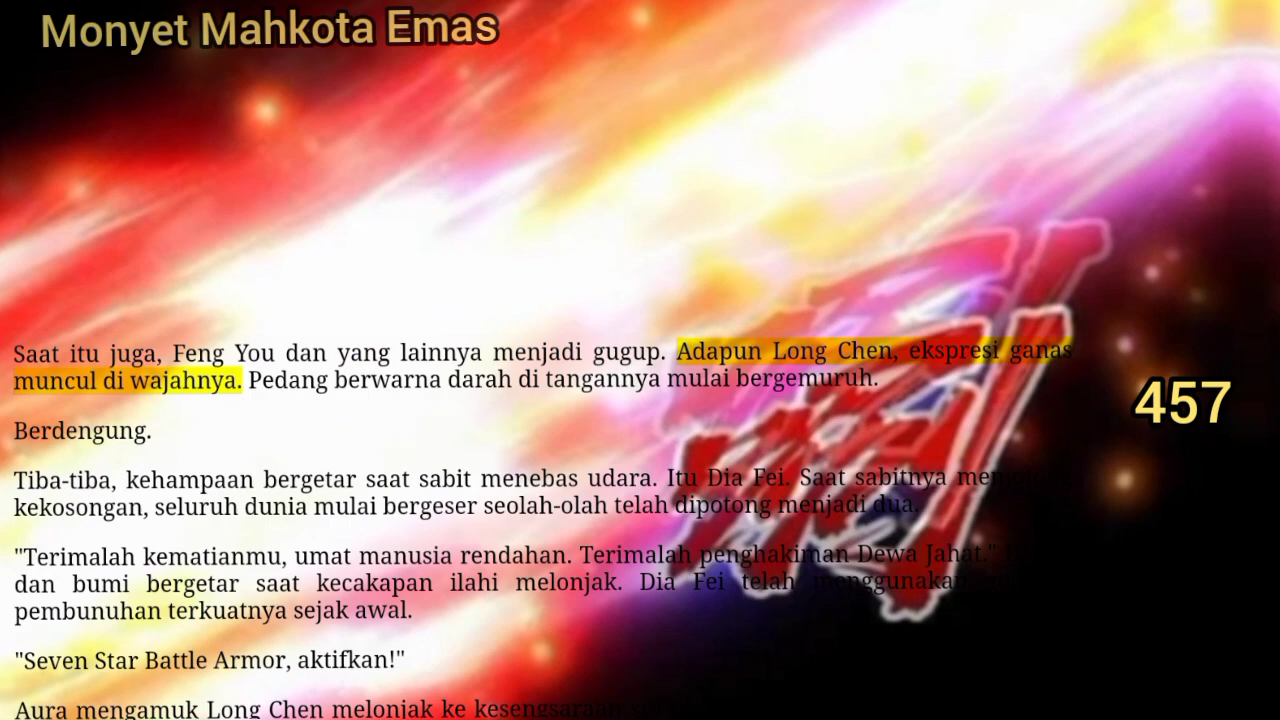 Monyet Mahkota Emas
Saat itu juga, Feng You dan yang lainnya menjadi gugup. Adapun Long Chen, ekspresi ganas
muncul di wajahnya. Pedang berwarna darah di tangannya mulai bergemuruh.
457
Berdengung.
Tiba-tiba, kehampaan bergetar saat sabit menebas udara. Itu Dia Fei. Saat sabitnya memotong
kekosongan, seluruh dunia mulai bergeser seolah-olah telah dipotong menjadi dua.
"Terimalah kematianmu, umat manusia rendahan. Terimalah penghakiman Dewa Jahat."
dan bumi bergetar saat kecakapan ilahi melonjak. Dia Fei telah menggunakan
pembunuhan terkuatnya sejak awal.
"Seven Star Battle Armor, aktifkan!"
Aura mengamuk Long Chen melonjak ke kesengsaraan